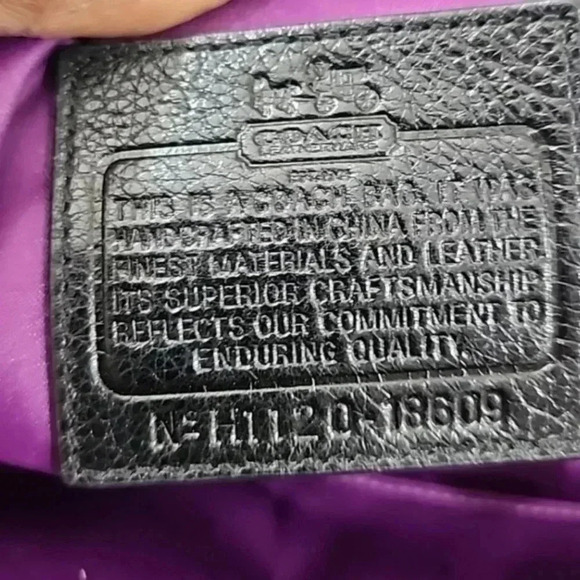 COACH
THIS IS A COACH BAG. IT WAS
HANDCRAFTED IN CHINA FROM THE
FINEST MATERIALS AND LEATHER
ITS SUPERIOR CRAFTSMANSHIP
REFLECTS OUR COMMITMENT TO
ENDURING QUALITY.
Nº H1120-18609